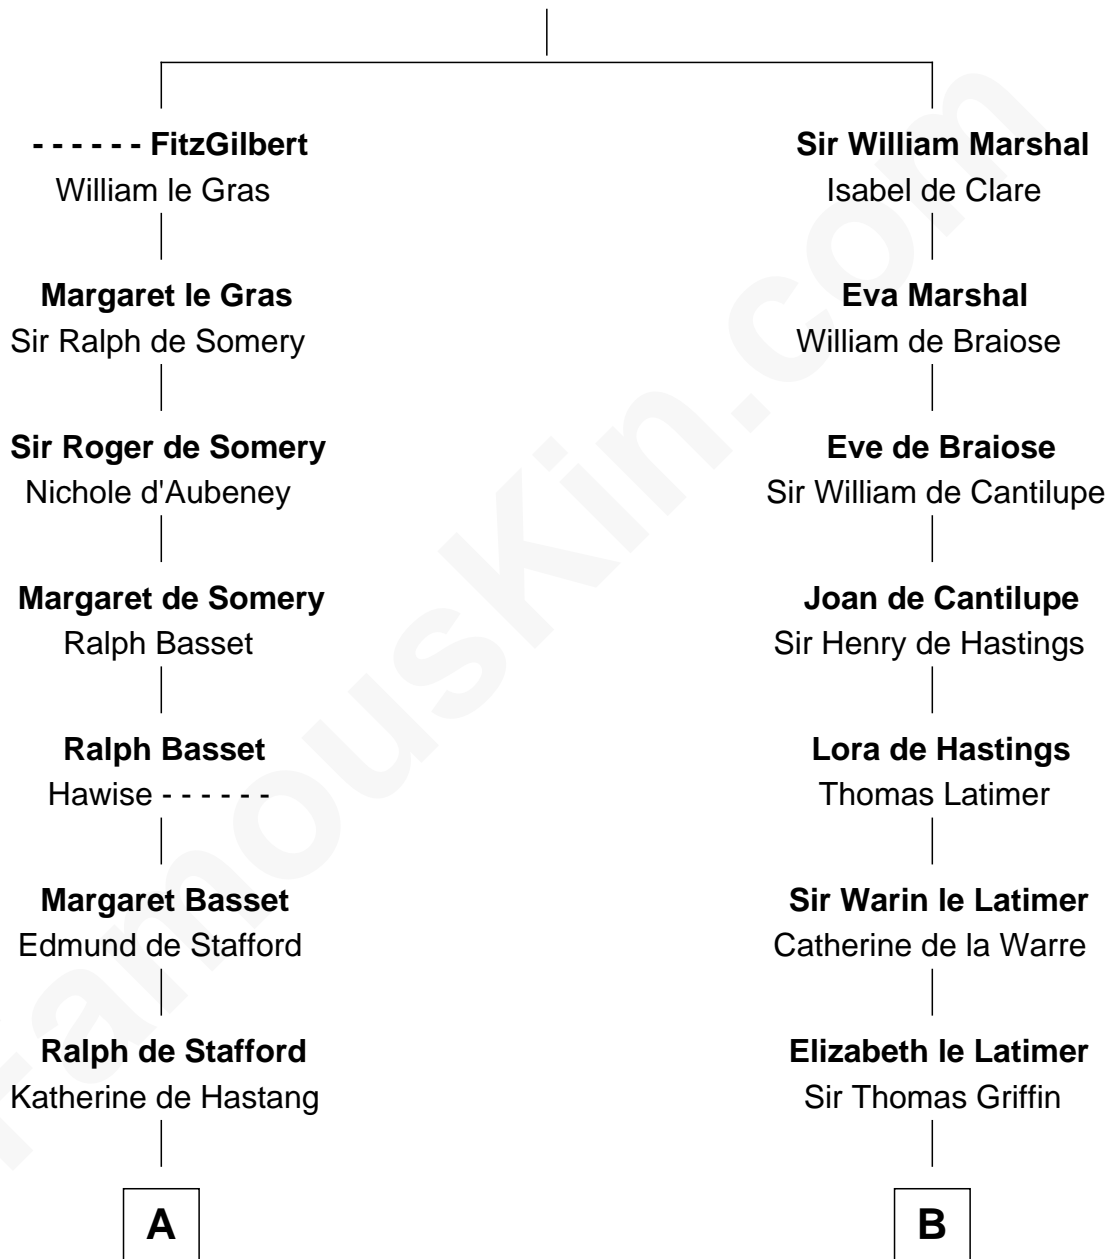 - - - - - - FitzGilbert
William le Gras
Margaret le Gras
Sir Ralph de Somery
Sir Roger de Somery
Nichole d'Aubeney
Margaret de Somery
Ralph Basset
Ralph Basset
Hawise - - - - - -
Margaret Basset
Edmund de Stafford
Ralph de Stafford
Katherine de Hastang
A
Sir William Marshal
Isabel de Clare
Eva Marshal
William de Braiose
Eve de Braiose
Sir William de Cantilupe
Joan de Cantilupe
Sir Henry de Hastings
Lora de Hastings
Thomas Latimer
Sir Warin le Latimer
Catherine de la Warre
Elizabeth le Latimer
Sir Thomas Griffin
B
FamousKin.com